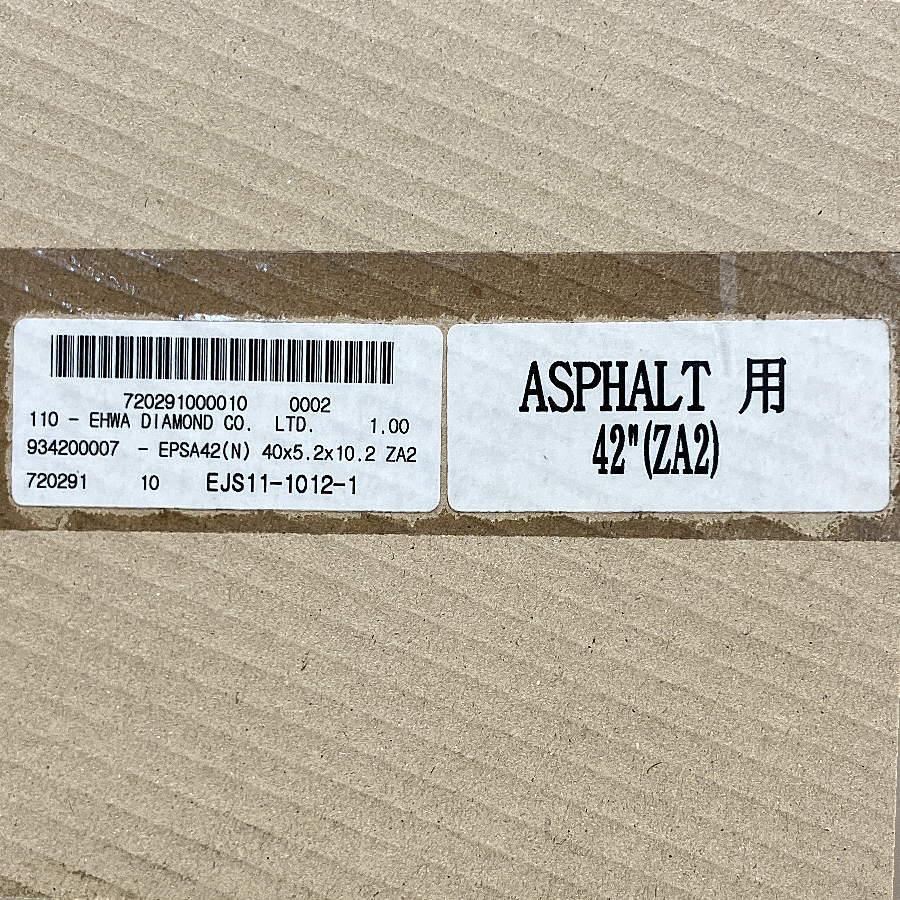 720291000010 0002
110 - EHWA DIAMOND CO. LTD. 1.00
934200007 - EPSA42(N) 40x5.2x10.2 ZA2
720291 10 EJS11-1012-1
ASPHALT 用
42"(ZA2)